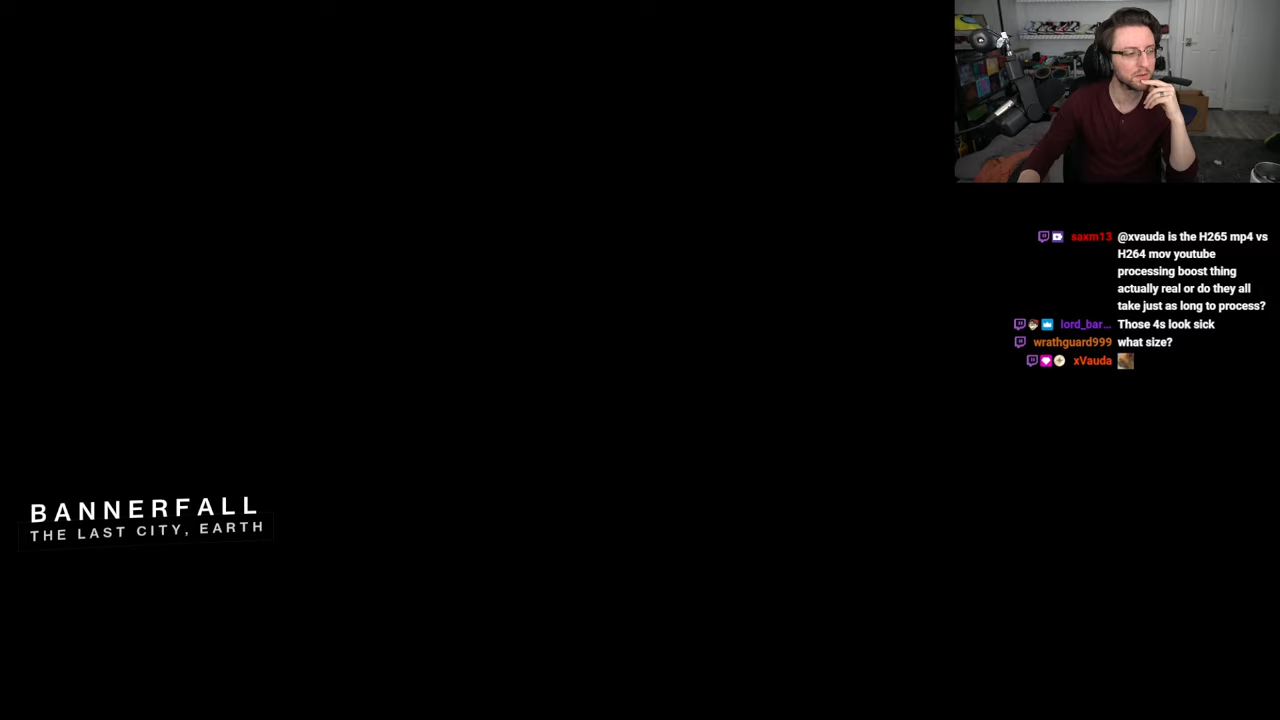 saxm13 @xvauda is the H265 mp4 vs
H264 mov youtube
processing boost thing
actually real or do they all
take just as long to process?
lord_bar... Those 4s look sick
wrathguard999 what size?
xVauda
BANNERFALL
THE LAST CITY, EARTH